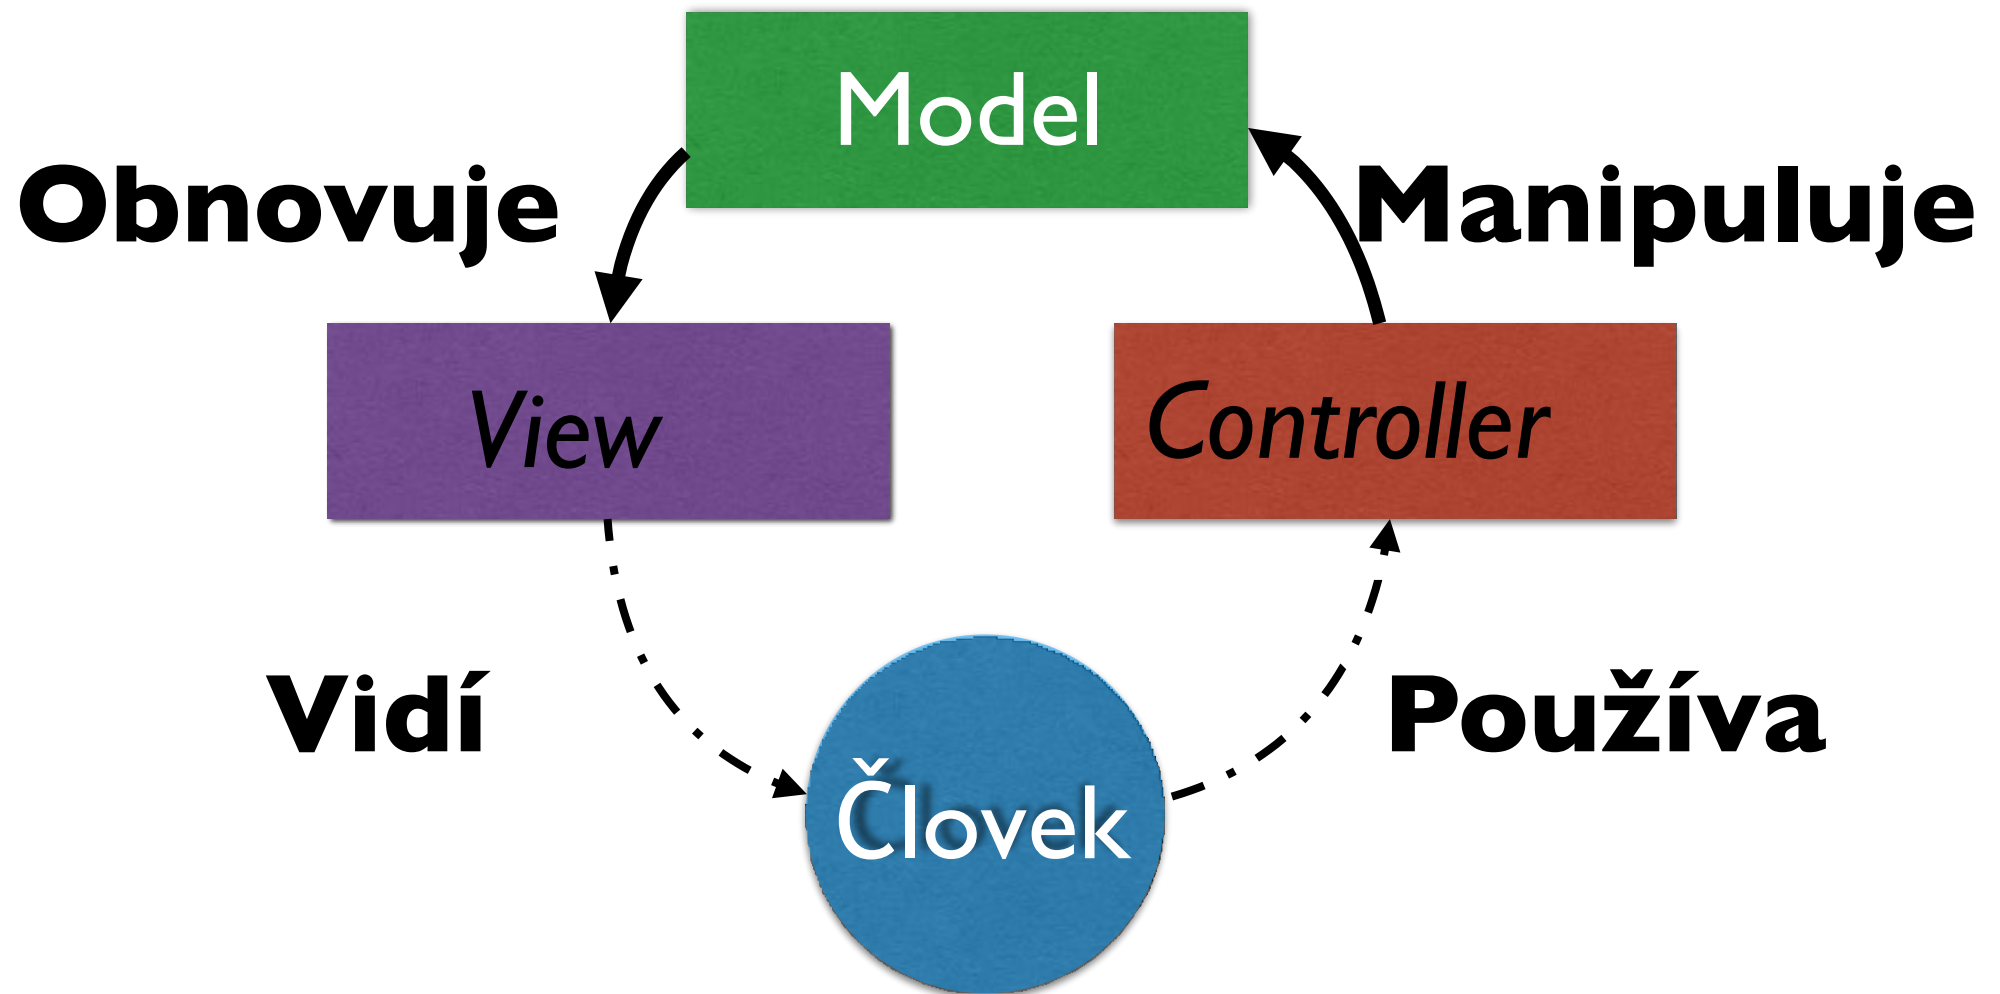 Model
Obnovuje
Manipuluje
View
Controller
Vidí
Používa
Človek